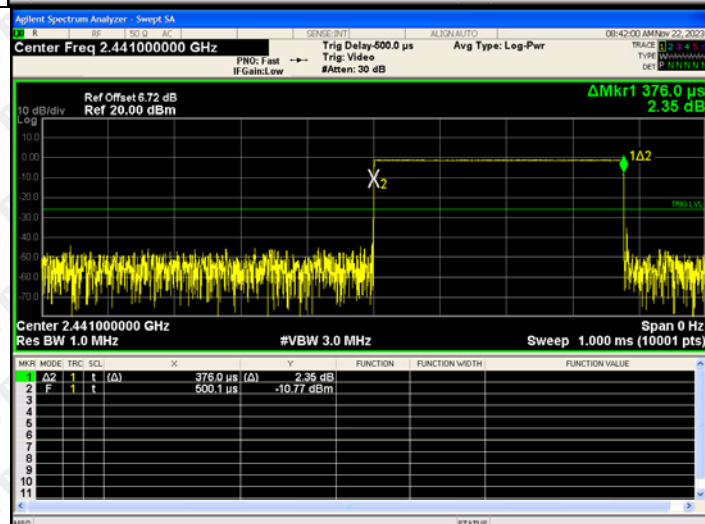 Agilent Spectrum Analyzer - Swept SA
R RF 50 Ω AC SENSE:INT ALIGNAUTO 08:42:00 AM Nov 22, 2023
Center Freq 2.441000000 GHz
PNO: Fast
IFGain:Low
Trig Delay-500.0 µs
Trig: Video
#Atten: 30 dB
Avg Type: Log-Pwr
TRACE 1 2 3 4 5
TYPE
DET P N N N N
ΔMkr1 376.0 µs
2.35 dB
Ref Offset 6.72 dB
10 dB/div Ref 20.00 dBm
Log
10.0
0.00
-10.0
-20.0
-30.0
-40.0
-50.0
-60.0
-70.0
1Δ2
X2
TRIG LVL
Center 2.441000000 GHz Span 0 Hz
Res BW 1.0 MHz #VBW 3.0 MHz Sweep 1.000 ms (10001 pts)
MKR MODE TRC SCL X Y FUNCTION FUNCTION WIDTH FUNCTION VALUE
1 Δ2 1 t (Δ) 376.0 µs (Δ) 2.35 dB
2 F 1 t 500.1 µs -10.77 dBm
3
4
5
6
7
8
9
10
11
MSG STATUS